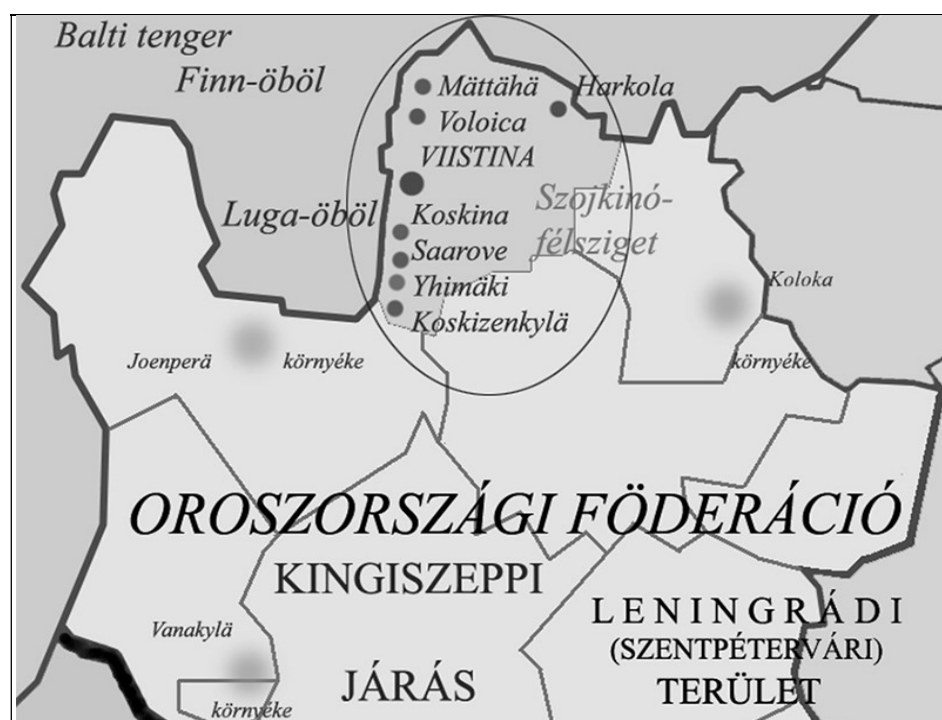 Balti tenger
Finn-öböl
Mättähä
Harkola
Voloica
VIISTINA
Luga-öböl
Koskina
Szojkinó-
félsziget
Saarove
Yhimäki
Koloka
Koskizenkylä
Joenperä
környéke
környéke
OROSZORSZÁGI FÖDERÁCIÓ
KINGISZEPPI
LENINGRÁDI
(SZENTPÉTERVÁRI)
Vanakylä
JÁRÁS
TERÜLET
környéke